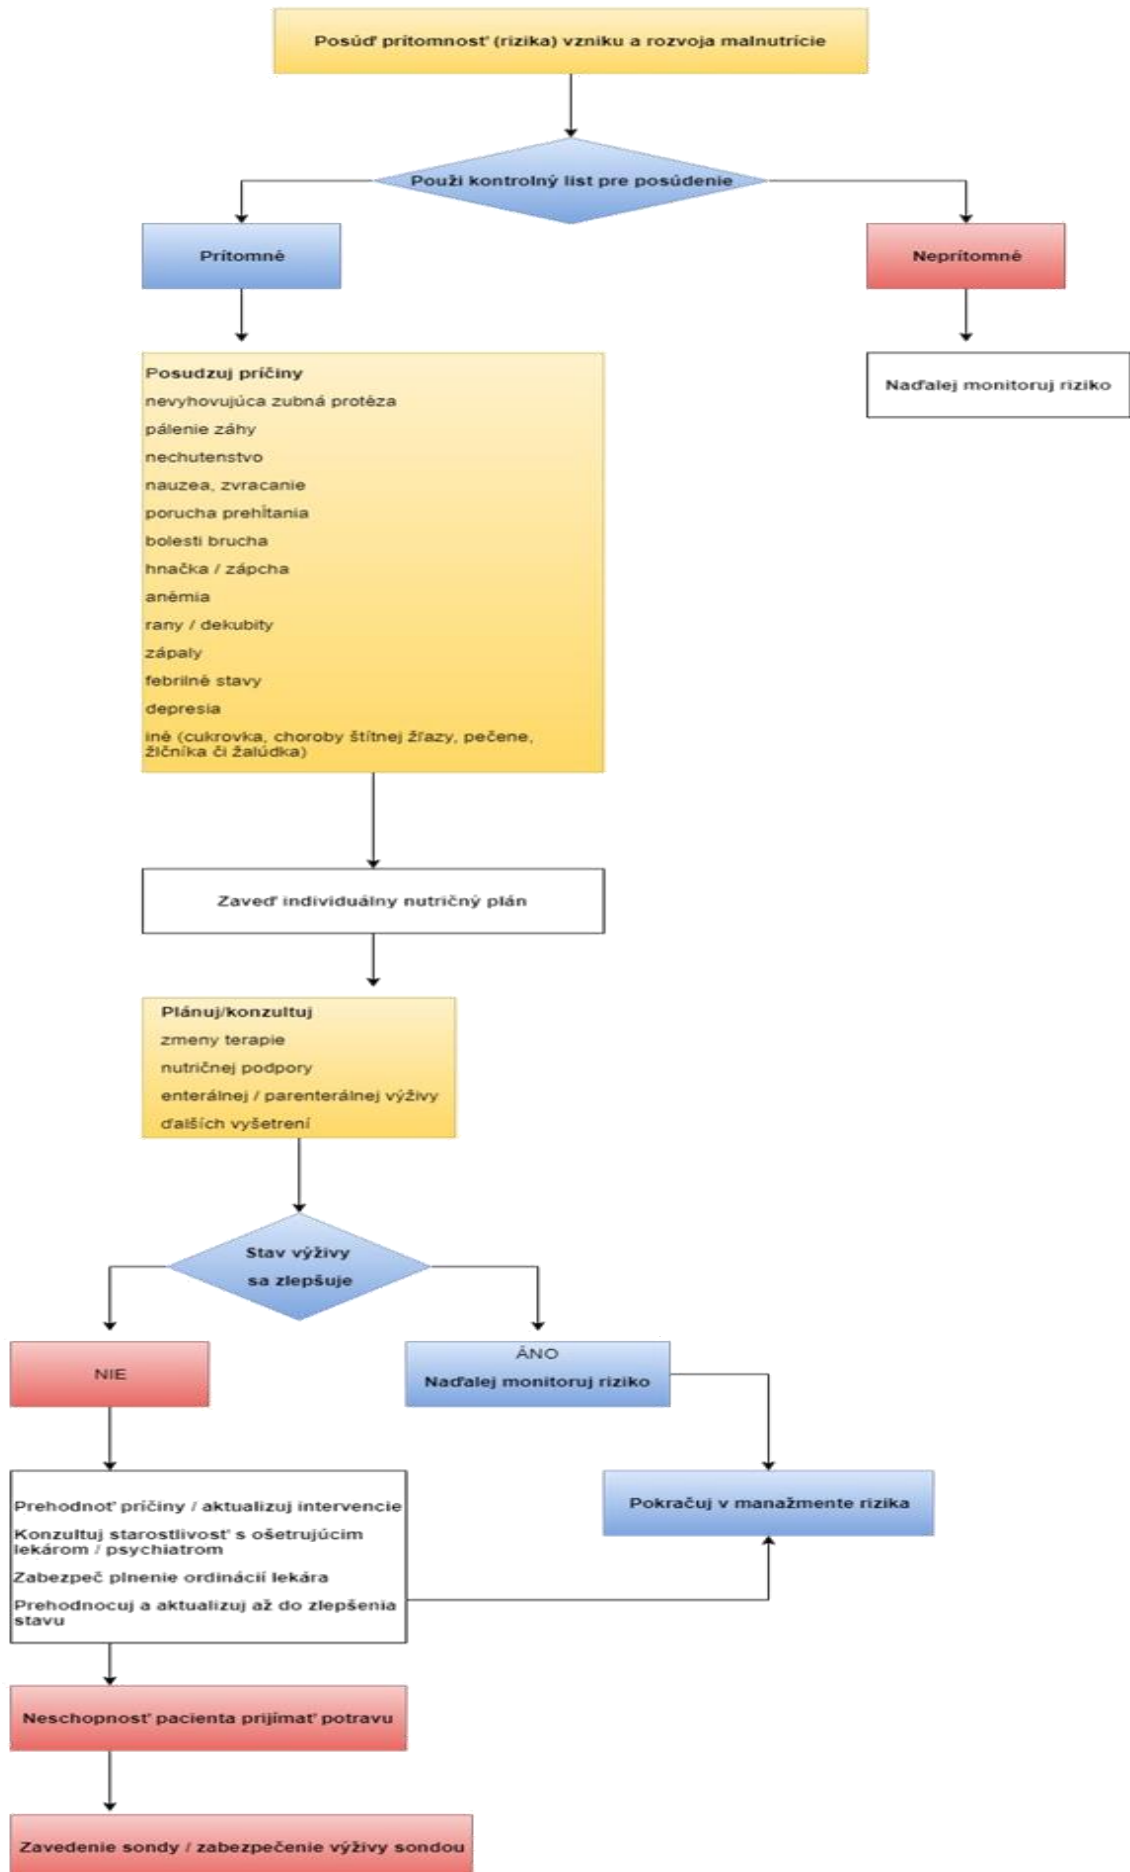 Posúď prítomnosť (rizika) vzniku a rozvoja malnutrície
Použi kontrolný list pre posúdenie
Prítomné
Neprítomné
Naďalej monitoruj riziko
Posudzuj príčiny
nevyhovujúca zubná protéza
pálenie záhy
nechutenstvo
nauzea, zvracanie
porucha prehĺtania
bolesti brucha
hnačka / zápcha
anémia
rany / dekubity
zápaly
febrilné stavy
depresia
iné (cukrovka, choroby štítnej žľazy, pečene,
žlčníka či žalúdka)
Zaveď individuálny nutričný plán
Plánuj/konzultuj
zmeny terapie
nutričnej podpory
enterálnej / parenterálnej výživy
ďalších vyšetrení
Stav výživy
sa zlepšuje
NIE
ÁNO
Naďalej monitoruj riziko
Prehodnoť príčiny / aktualizuj intervencie
Konzultuj starostlivosť s ošetrujúcim
lekárom / psychiatrom
Zabezpeč plnenie ordinácií lekára
Prehodnocuj a aktualizuj až do zlepšenia
stavu
Pokračuj v manažmente rizika
Neschopnosť pacienta prijímať potravu
Zavedenie sondy / zabezpečenie výživy sondou